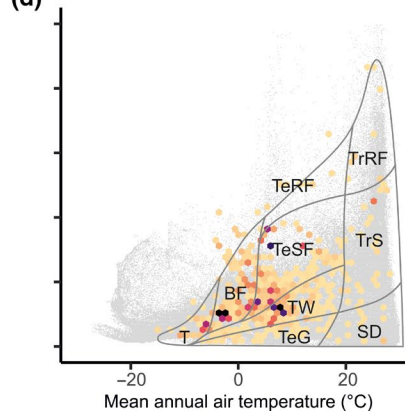 (d)
TrRF
TeRF
TeSF
TrS
BF
TW
T
TeG
SD
−20
0
20
Mean annual air temperature (°C)